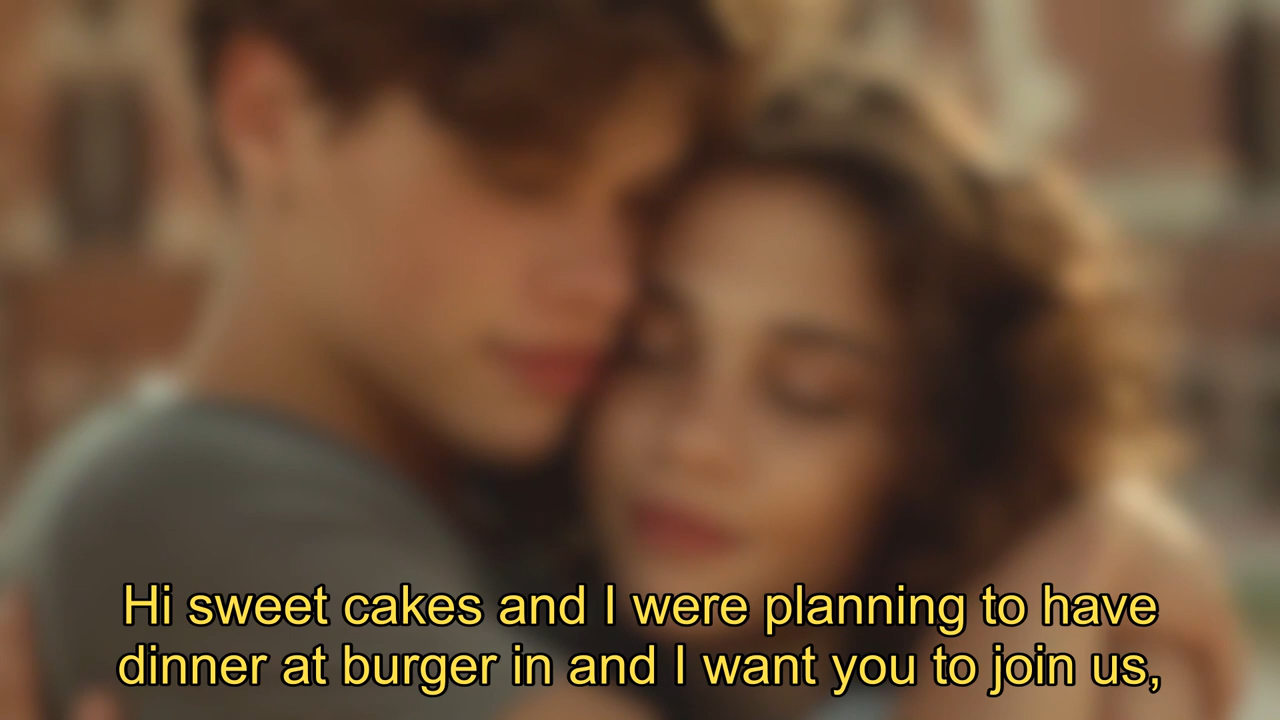 Hi sweet cakes and I were planning to have
dinner at burger in and I want you to join us,